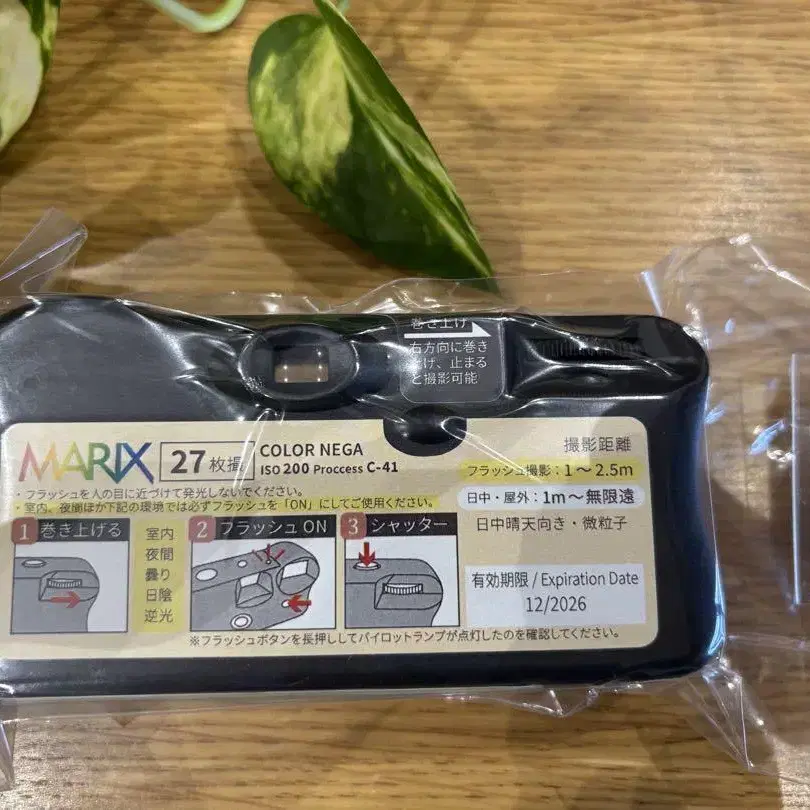 巻き上げ
右方向に巻き
上げ、止まる
と撮影可能
MARIX
27枚撮
COLOR NEGA
ISO 200 Proccess C-41
撮影距離
フラッシュ撮影：1～2.5m
日中・屋外：1m～無限遠
日中晴天向き・微粒子
・フラッシュを人の目に近づけて発光しないでください。
・室内、夜間ほか下記の環境では必ずフラッシュを「ON」にしてご使用ください。
1 巻き上げる
室内
夜間
曇り
日陰
逆光
2 フラッシュ ON
3 シャッター
有効期限 / Expiration Date
12/2026
※フラッシュボタンを長押ししてパイロットランプが点灯したのを確認してください。